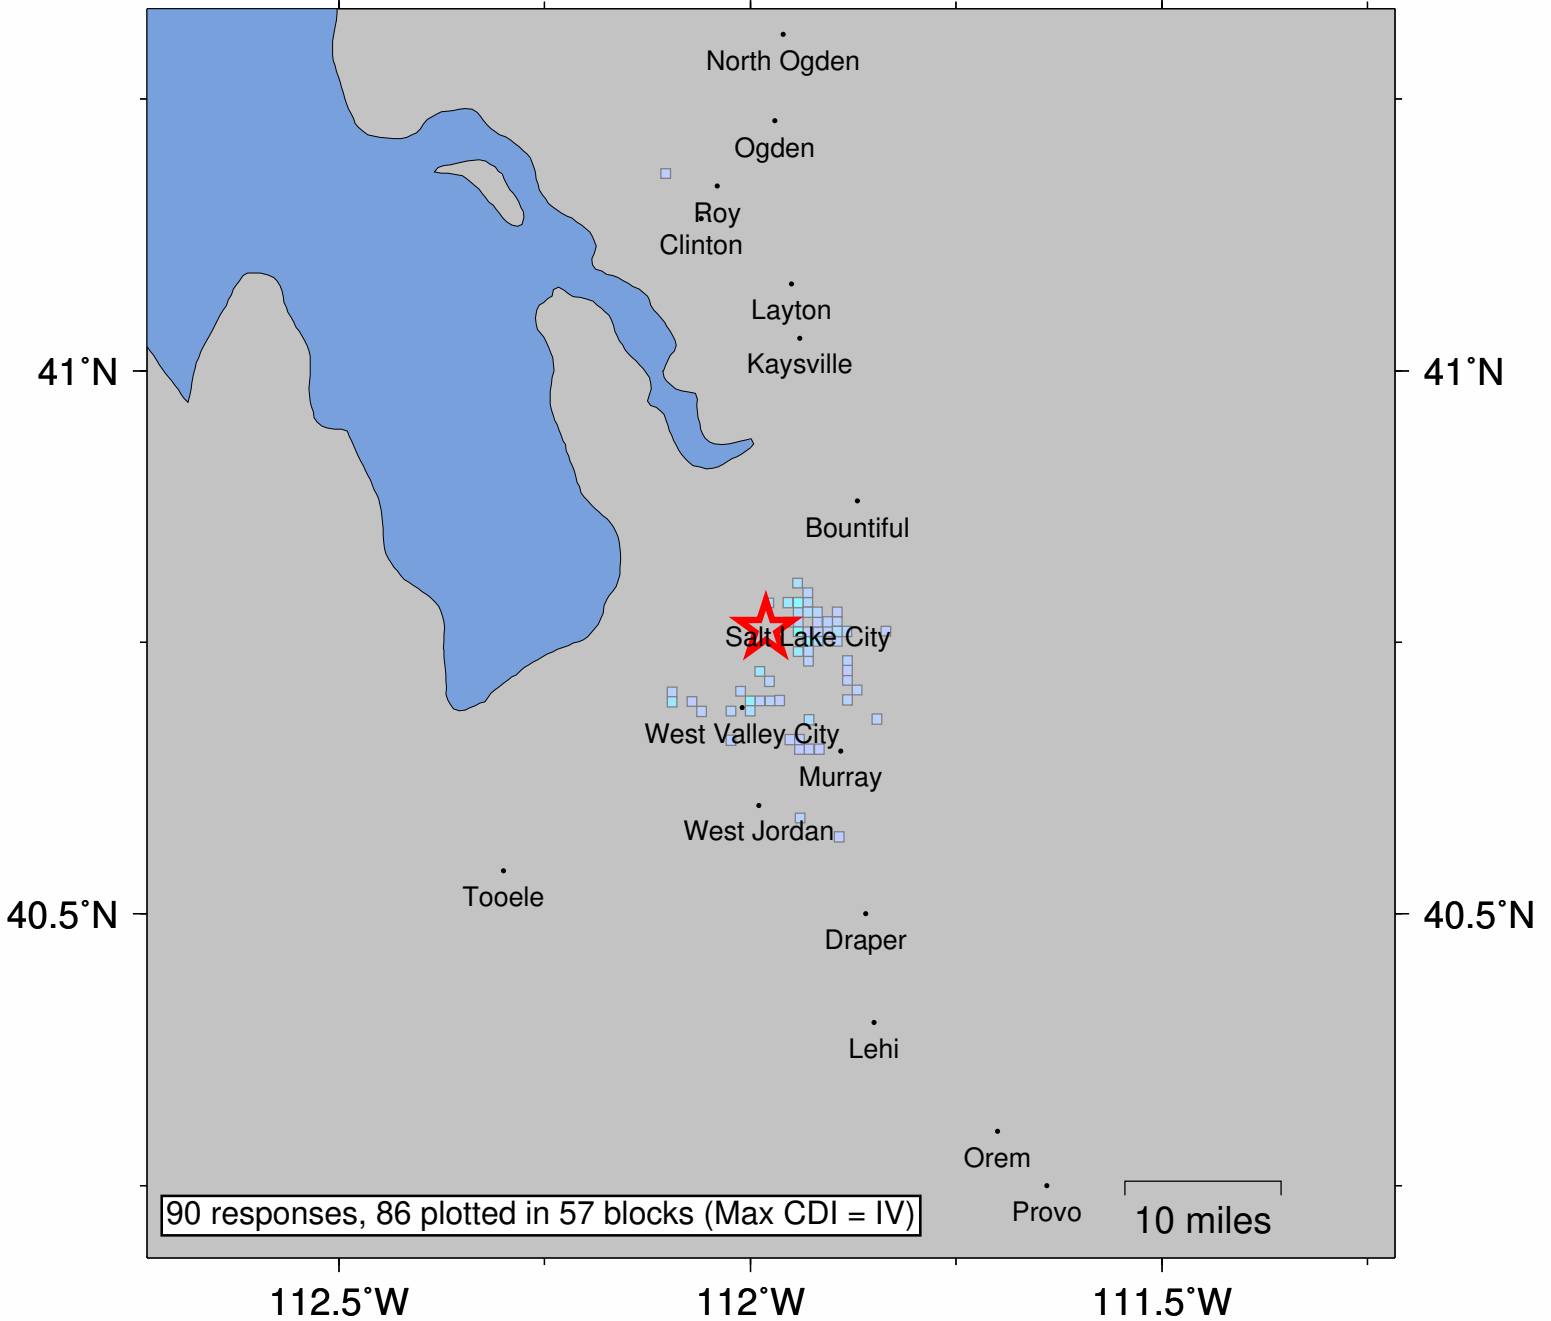 North Ogden
Ogden
Roy
Clinton
Layton
41˚N
Kaysville
41˚N
Bountiful
Salt Lake City
West Valley City
Murray
West Jordan
Tooele
40.5˚N
40.5˚N
Draper
Lehi
Orem
90 responses, 86 plotted in 57 blocks (Max CDI = IV)
Provo
10 miles
112.5˚W
112˚W
111.5˚W